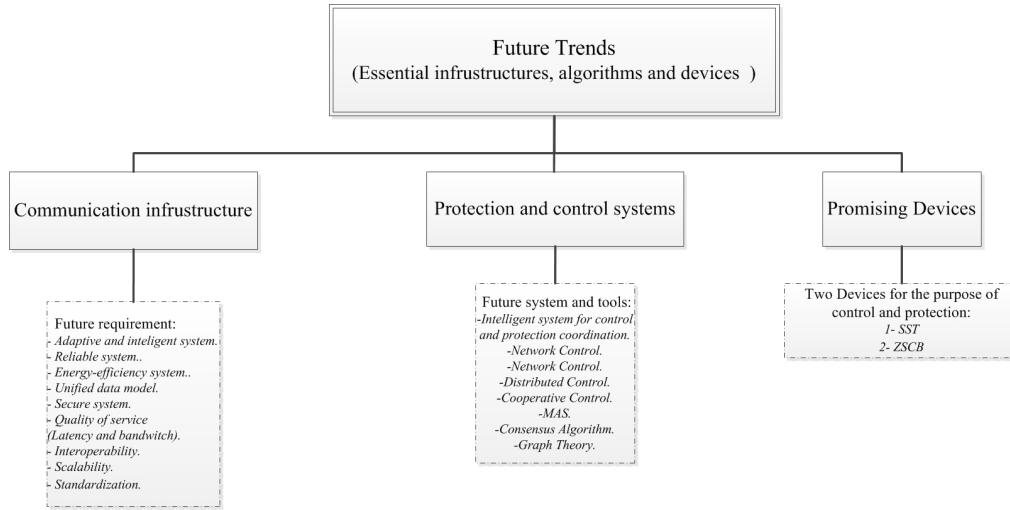 Future Trends
(Essential infrustructures, algorithms and devices )
Communication infrustructure
Protection and control systems
Promising Devices
Future requirement:
- Adaptive and inteligent system.
- Reliable system..
- Energy-efficiency system..
- Unified data model.
- Secure system.
- Quality of service
(Latency and bandwitch).
- Interoperability.
- Scalability.
- Standardization.
Future system and tools:
-Intelligent system for control
and protection coordination.
-Network Control.
-Network Control.
-Distributed Control.
-Cooperative Control.
-MAS.
-Consensus Algorithm.
-Graph Theory.
Two Devices for the purpose of
control and protection:
1- SST
2- ZSCB